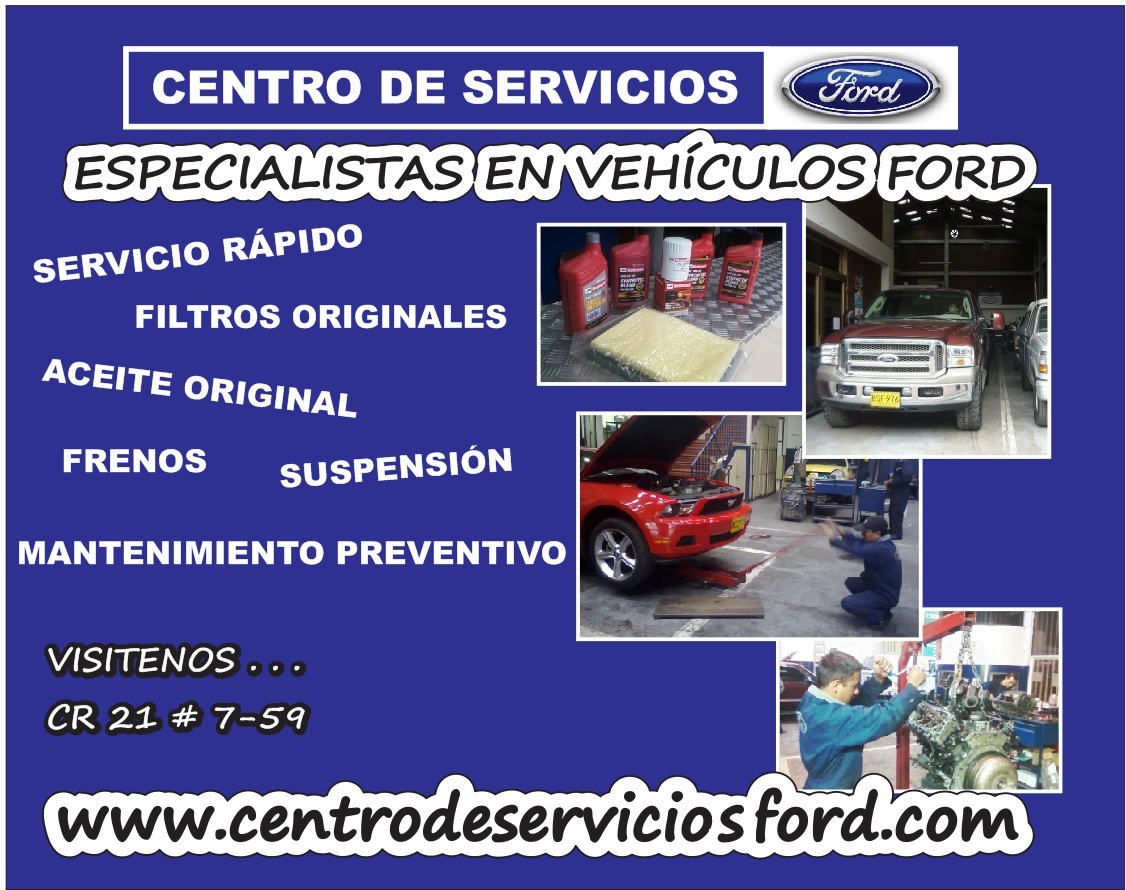 CENTRO DE SERVICIOS
Ford
ESPECIALISTAS EN VEHÍCULOS FORD
SERVICIO RÁPIDO
FILTROS ORIGINALES
ACEITE ORIGINAL
FRENOS
SUSPENSIÓN
MANTENIMIENTO PREVENTIVO
VISITENOS . . .
CR 21 # 7-59
www.centrodeserviciosford.com